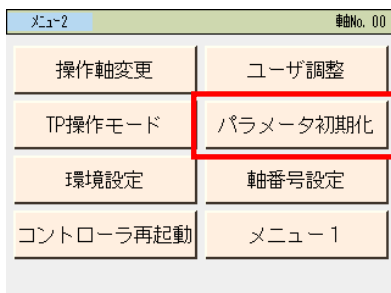 メニュー2 軸No. 00
操作軸変更 ユーザ調整
TP操作モード パラメータ初期化
環境設定 軸番号設定
コントローラ再起動 メニュー1